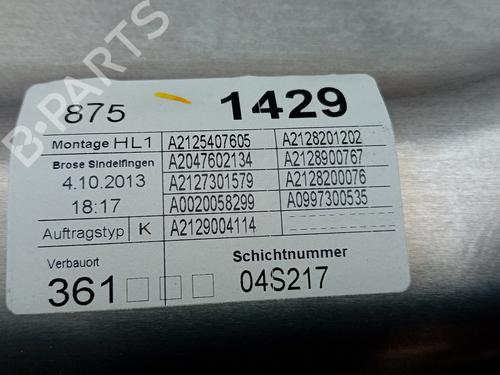 875 1429
Montage HL1 A2125407605 A2128201202
Brose Sindelfingen A2047602134 A2128900767
4.10.2013 A2127301579 A2128200076
18:17 A0020058299 A0997300535
Auftragstyp K A2129004114
Verbauort Schichtnummer
361 04S217
B-PARTS